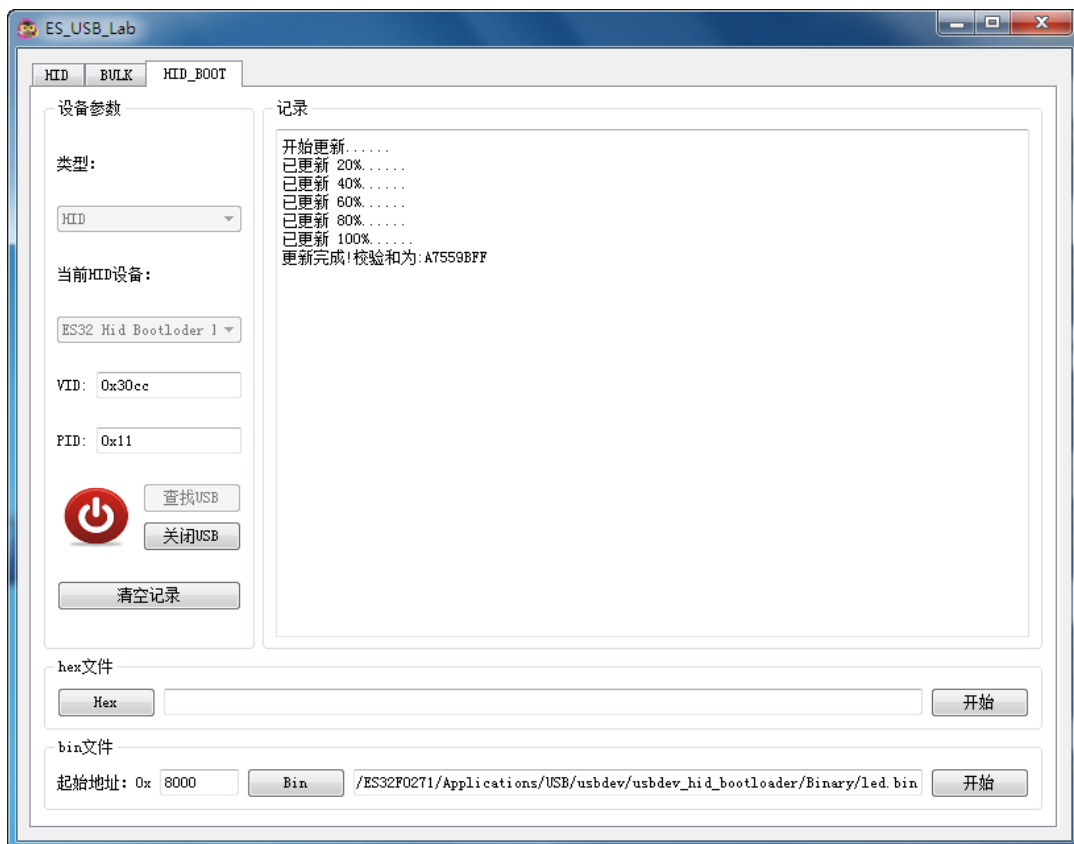 ES_USB_Lab
HID BULK HID_BOOT
设备参数
类型:
HID
当前HID设备:
ES32 Hid Bootloder
VID: 0x30cc
PID: 0x11
查找USB
关闭USB
清空记录
记录
开始更新......
已更新 20%......
已更新 40%......
已更新 60%......
已更新 80%......
已更新 100%......
更新完成!校验和为:A7559BFF
hex文件
Hex 开始
bin文件
起始地址: 0x 8000 Bin /ES32F0271/Applications/USB/usbdev/usbdev_hid_bootloader/Binary/led.bin 开始